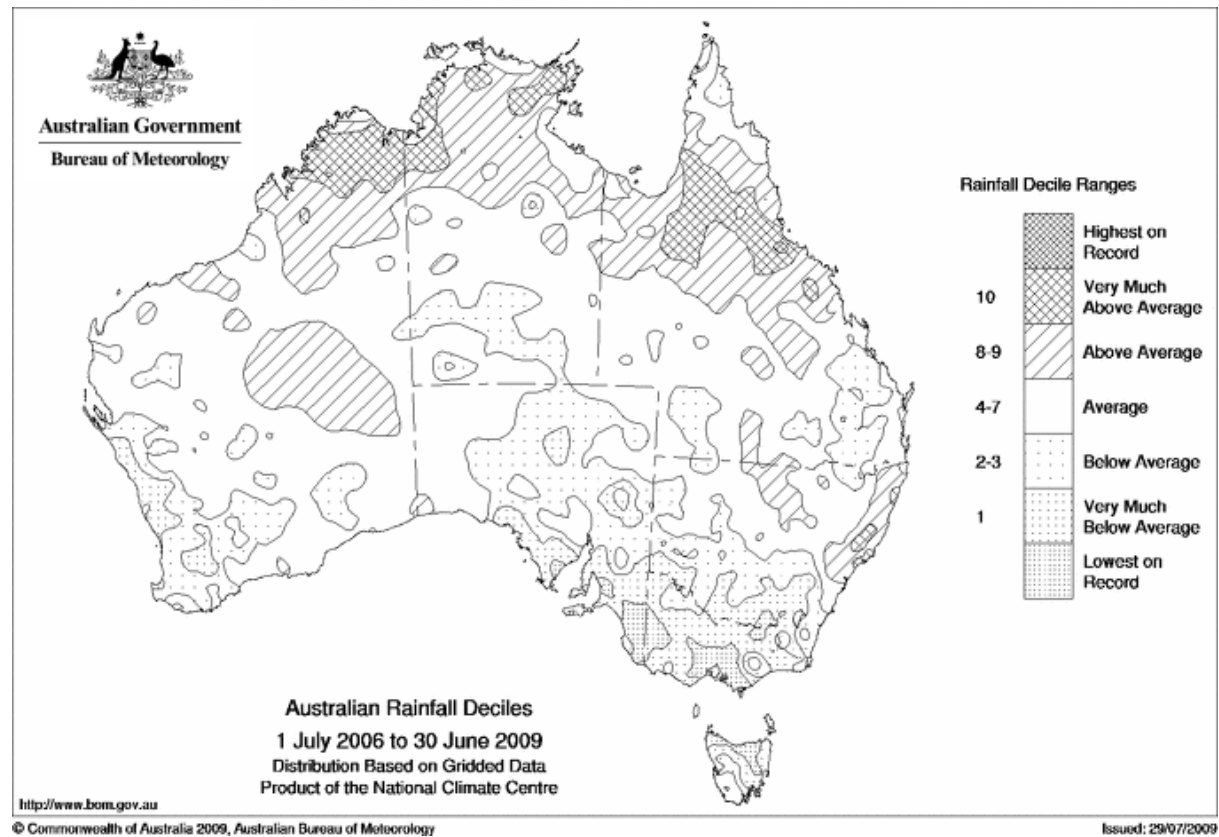 Australian Government
Bureau of Meteorology
Rainfall Decile Ranges
Highest on
Record
10
Very Much
Above Average
8-9
Above Average
4-7
Average
2-3
Below Average
1
Very Much
Below Average
Lowest on
Record
Australian Rainfall Deciles
1 July 2006 to 30 June 2009
Distribution Based on Gridded Data
Product of the National Climate Centre
http://www.bom.gov.au
© Commonwealth of Australia 2009, Australian Bureau of Meteorology
Issued: 29/07/2009